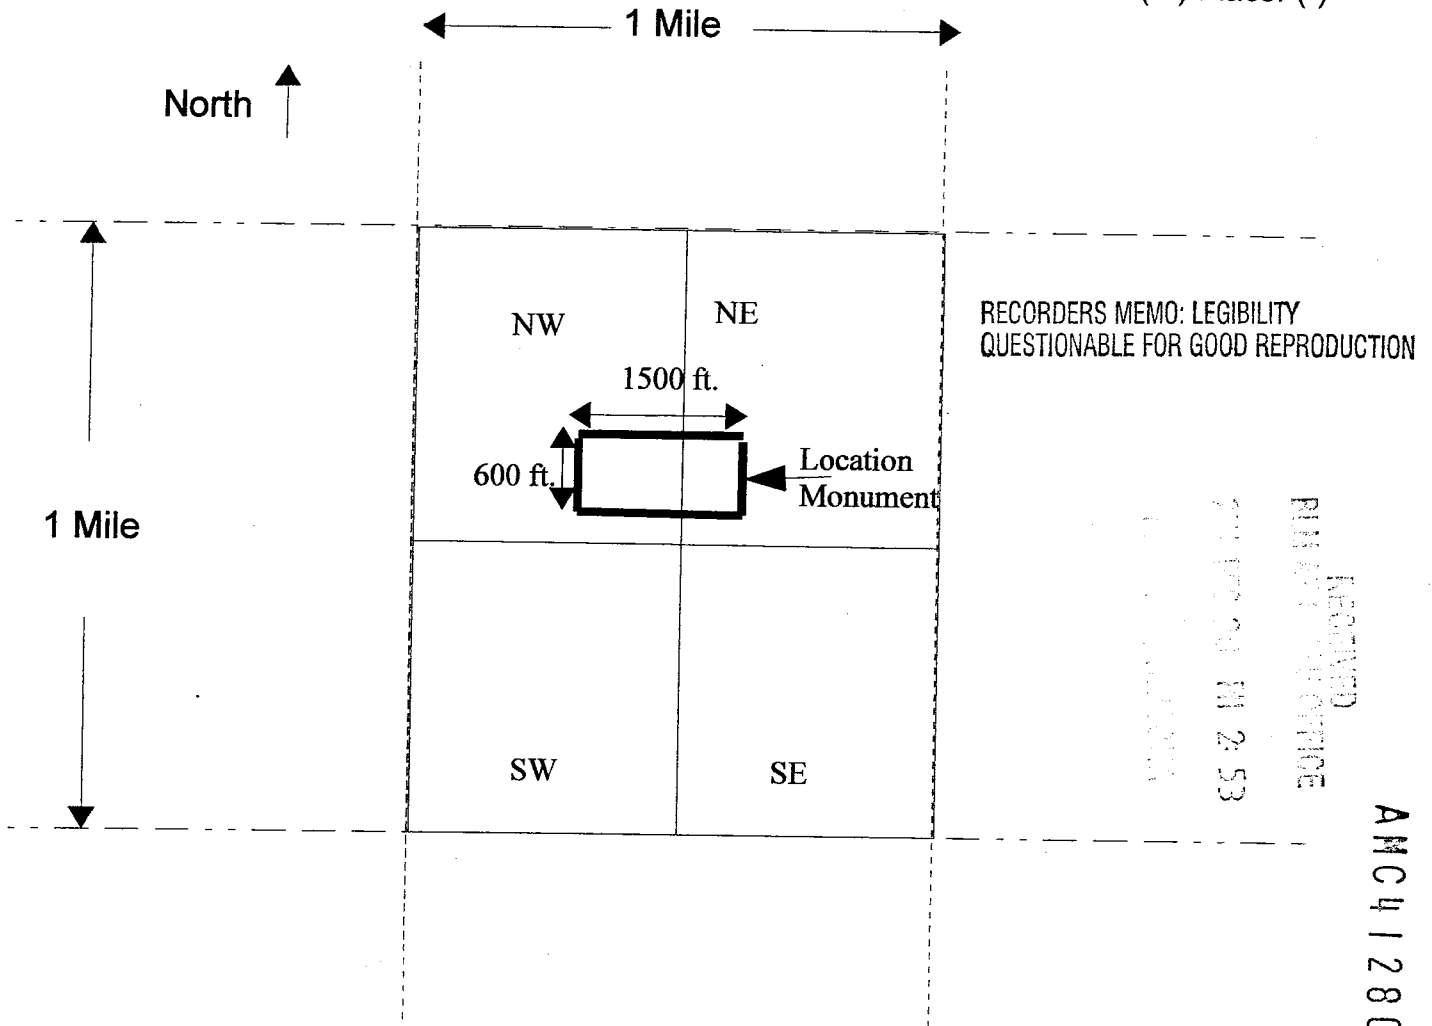 1 Mile
North
NW
NE
RECORDERS MEMO: LEGIBILITY
QUESTIONABLE FOR GOOD REPRODUCTION
1500 ft.
600 ft.
Location
Monument
1 Mile
SW
SE
RECEIVED
OFFICE
2:53